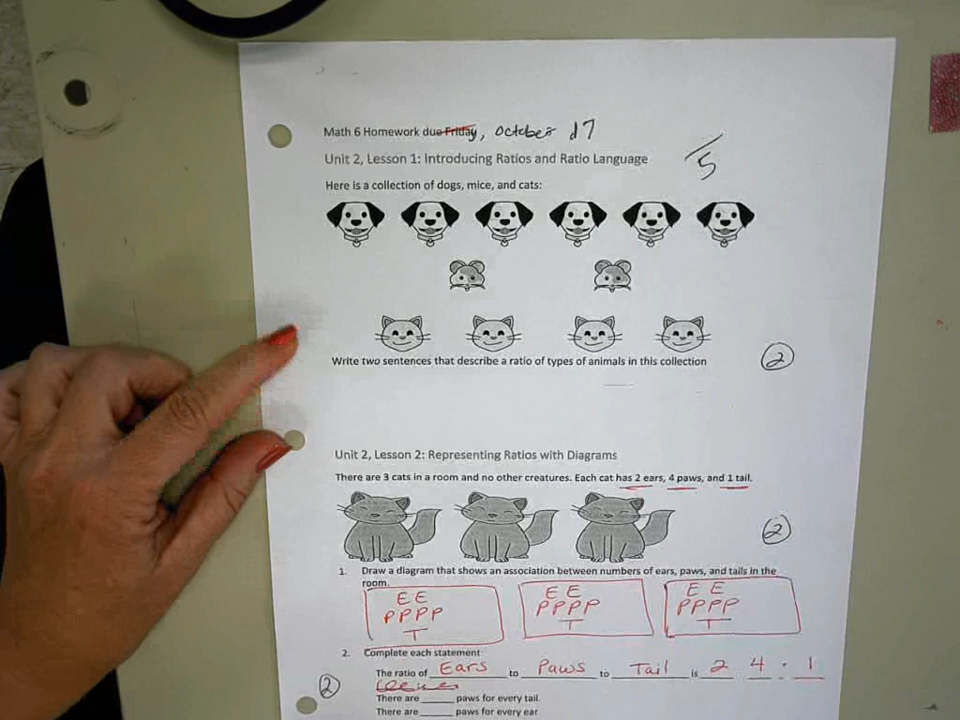 Math 6 Homework due Friday, October 17
/5
Unit 2, Lesson 1: Introducing Ratios and Ratio Language
Here is a collection of dogs, mice, and cats:
Write two sentences that describe a ratio of types of animals in this collection
2
Unit 2, Lesson 2: Representing Ratios with Diagrams
There are 3 cats in a room and no other creatures. Each cat has 2 ears, 4 paws, and 1 tail.
2
1. Draw a diagram that shows an association between numbers of ears, paws, and tails in the
room.
E E E E E E
PPPP PPPP PPPP
T T T
2. Complete each statement
The ratio of Ears to Paws to Tail is 2 4 : 1
2
There are ____ paws for every tail.
There are ____ paws for every ear